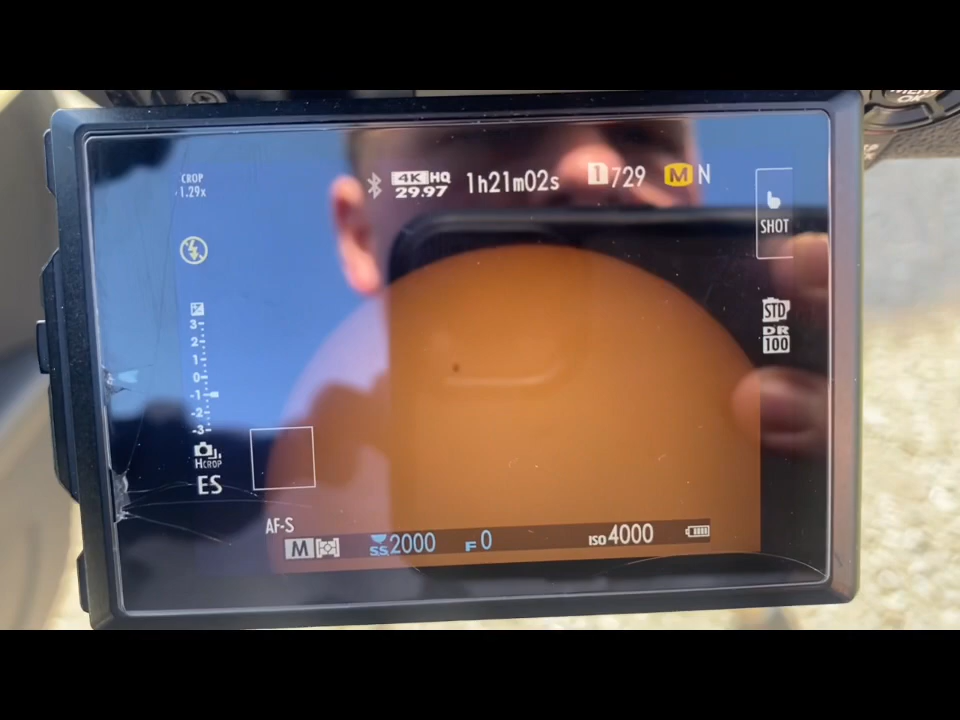 CROP
1.29x
4K HQ
29.97
1h21m02s
1 729
M N
SHOT
3
2
1
0
-1
-2
-3
STD
DR
100
HCROP
ES
AF-S
M
S.S. 2000
F 0
ISO 4000